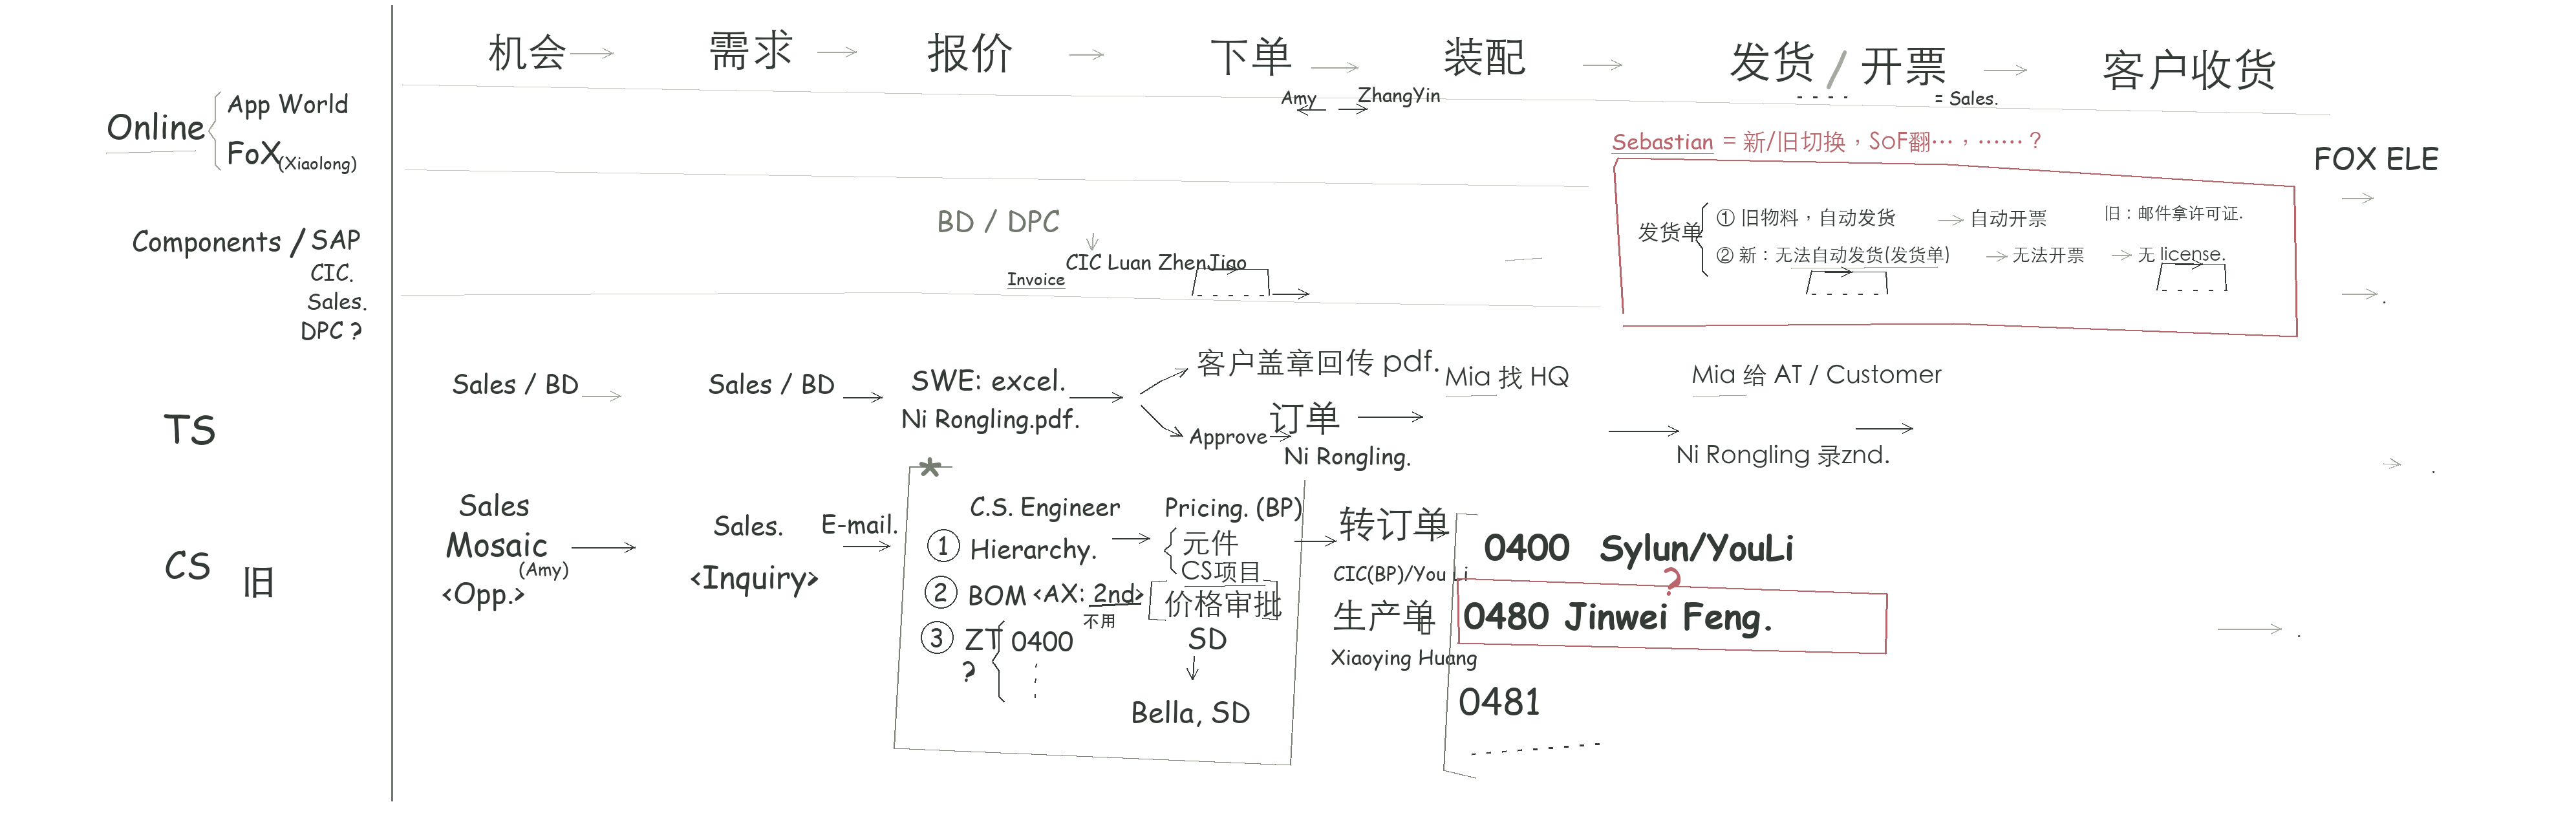 机会 需求 报价 下单 装配 发货 / 开票 客户收货
Amy ZhangYin = Sales.
Online App World
FoX (Xiaolong)
Sebastian = 新/旧切换，SoF翻…，……？
FOX ELE
Components / SAP
CIC.
Sales.
DPC ?
BD / DPC
CIC Luan ZhenJiao
Invoice
发货单
① 旧物料，自动发货 自动开票 旧：邮件拿许可证.
② 新：无法自动发货(发货单) 无法开票 无 license.
TS
Sales / BD
Sales / BD
SWE: excel.
Ni Rongling.pdf.
客户盖章回传 pdf.
Approve 订单
Ni Rongling.
Mia 找 HQ
Mia 给 AT / Customer
Ni Rongling 录znd.
CS 旧
Sales
Mosaic
(Amy)
<Opp.>
Sales.
<Inquiry>
E-mail.
*
C.S. Engineer
① Hierarchy.
② BOM <AX: 2nd>
不用
③ ZT 0400
?
Pricing. (BP)
元件
CS项目
价格审批
SD
Bella, SD
转订单
CIC(BP)/You Li
生产单
Xiaoying Huang
0400 Sylun/YouLi
?
0480 Jinwei Feng.
0481